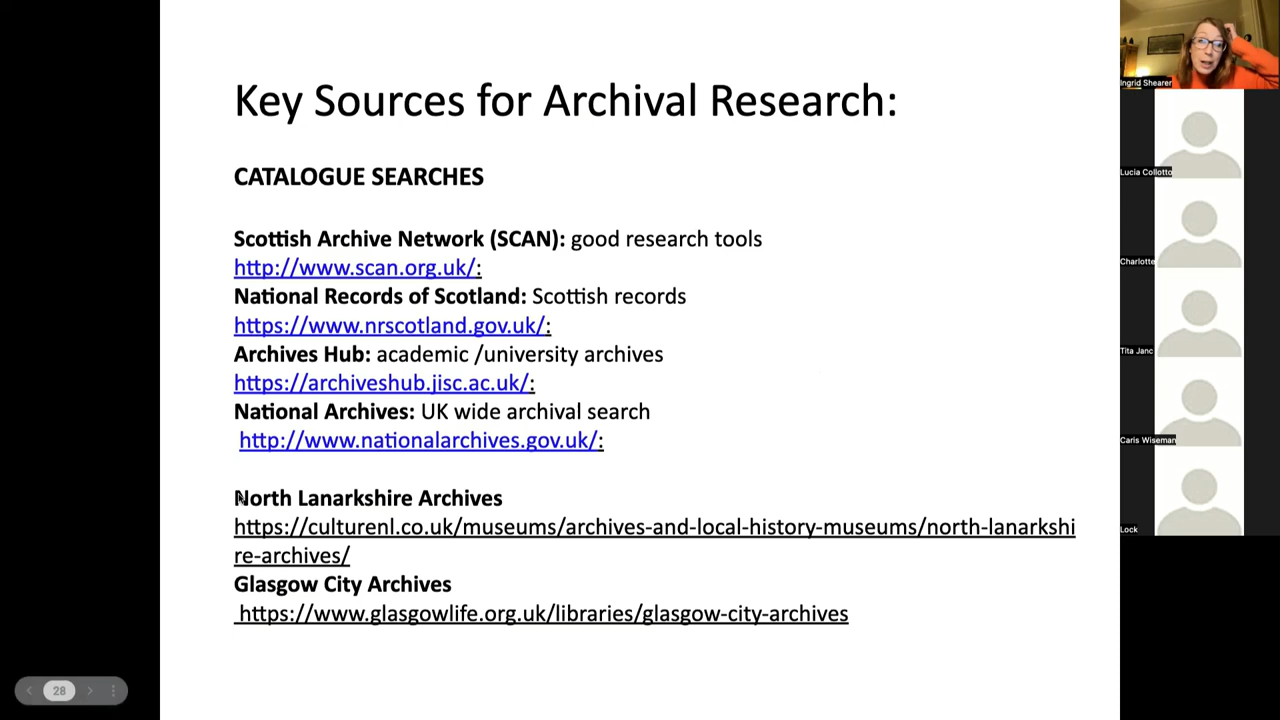 Key Sources for Archival Research:
CATALOGUE SEARCHES
Scottish Archive Network (SCAN): good research tools
http://www.scan.org.uk/:
National Records of Scotland: Scottish records
https://www.nrscotland.gov.uk/:
Archives Hub: academic /university archives
https://archiveshub.jisc.ac.uk/:
National Archives: UK wide archival search
http://www.nationalarchives.gov.uk/:
North Lanarkshire Archives
https://culturenl.co.uk/museums/archives-and-local-history-museums/north-lanarkshi
re-archives/
Glasgow City Archives
https://www.glasgowlife.org.uk/libraries/glasgow-city-archives
28
Ingrid Shearer
Lucia Collotto
Charlotte
Tita Janc
Caris Wiseman
Lock